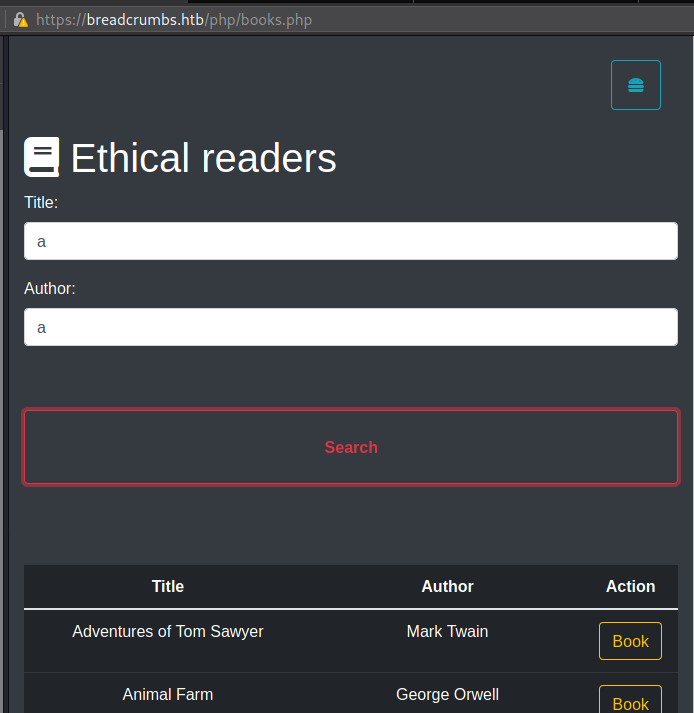 https://breadcrumbs.htb/php/books.php
Ethical readers
Title:
a
Author:
a
Search
Title Author Action
Adventures of Tom Sawyer Mark Twain Book
Animal Farm George Orwell Book